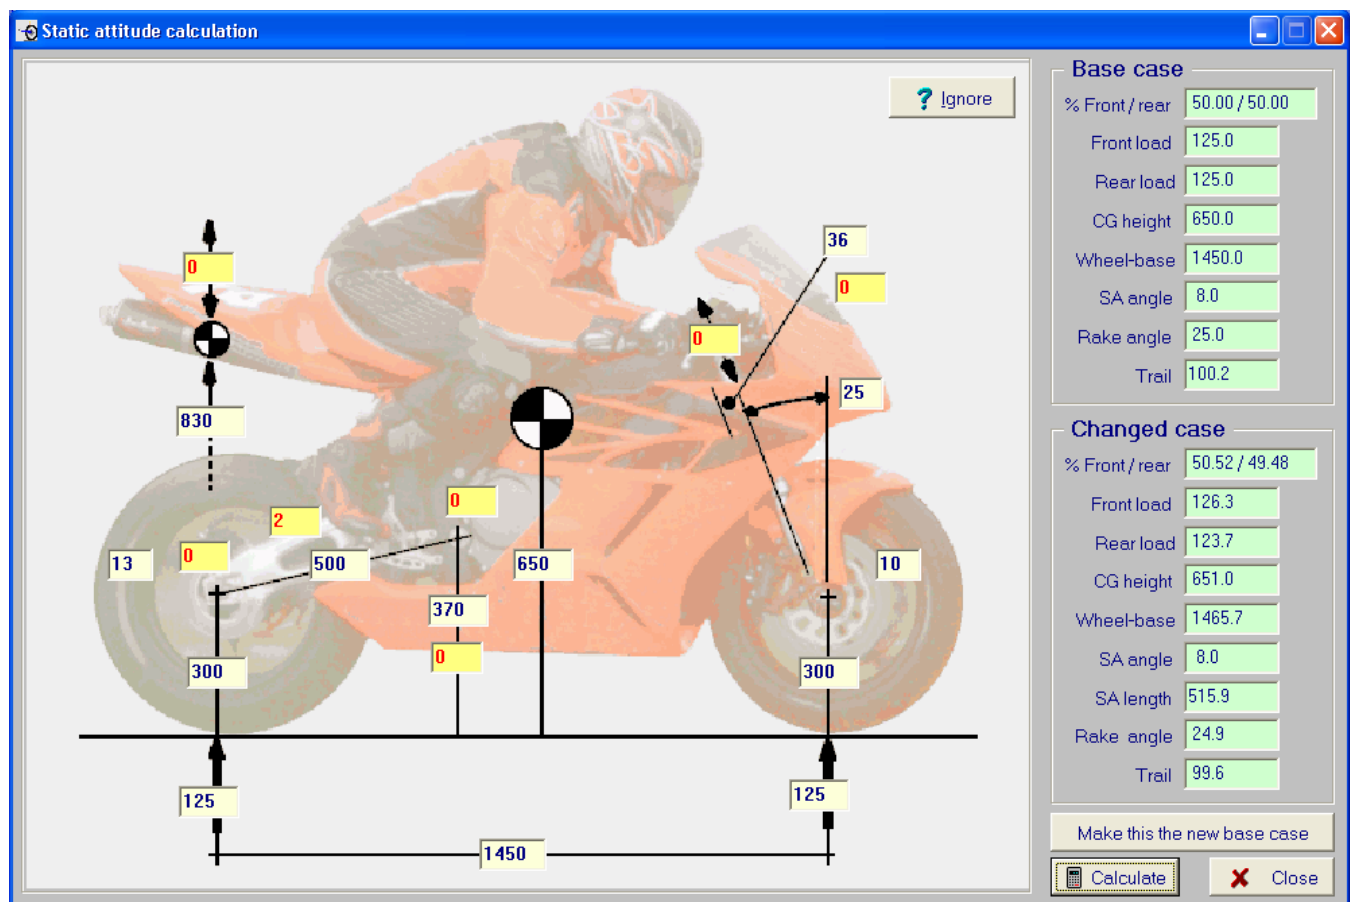 Static attitude calculation
? Ignore
0
36
0
0
25
830
0
2
0
13
500
650
10
370
0
300
300
125
125
1450
Base case
% Front / rear 50.00 / 50.00
Front load 125.0
Rear load 125.0
CG height 650.0
Wheel-base 1450.0
SA angle 8.0
Rake angle 25.0
Trail 100.2
Changed case
% Front / rear 50.52 / 49.48
Front load 126.3
Rear load 123.7
CG height 651.0
Wheel-base 1465.7
SA angle 8.0
SA length 515.9
Rake angle 24.9
Trail 99.6
Make this the new base case
Calculate
Close